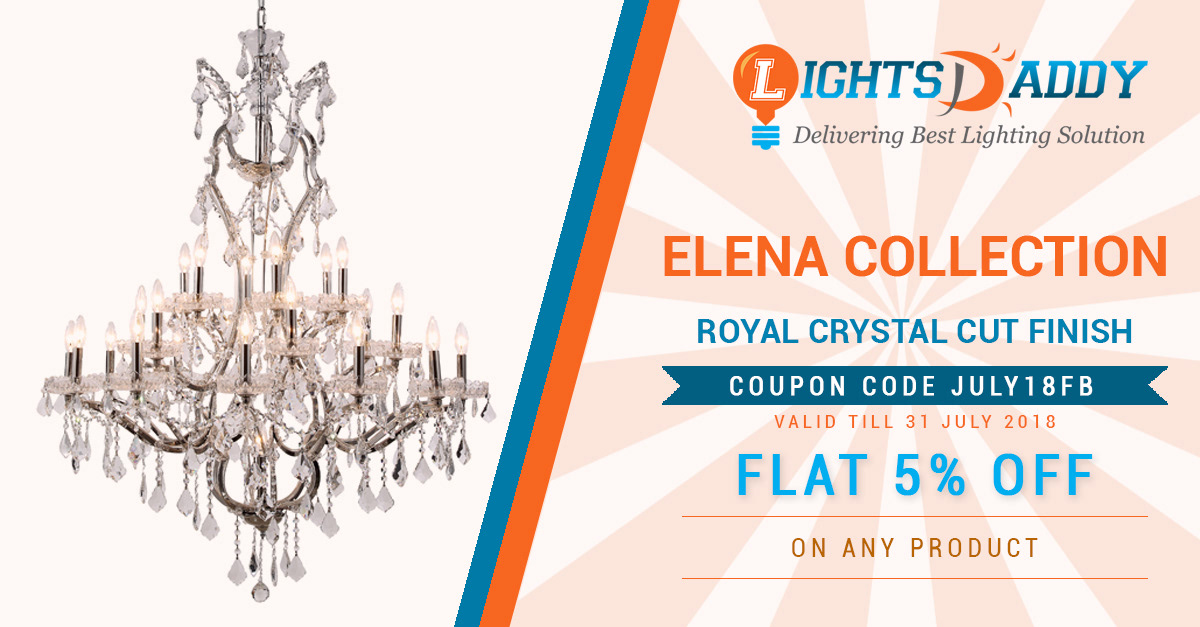 LIGHTSDADDY
Delivering Best Lighting Solution
ELENA COLLECTION
ROYAL CRYSTAL CUT FINISH
COUPON CODE JULY18FB
VALID TILL 31 JULY 2018
FLAT 5% OFF
ON ANY PRODUCT